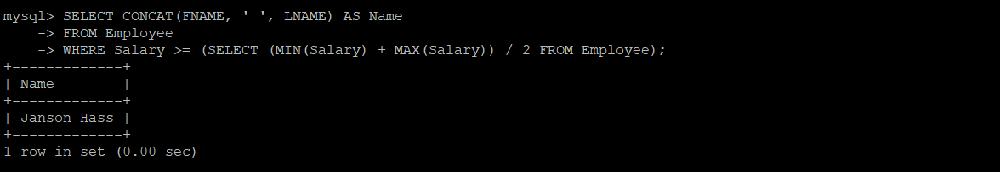 mysql> SELECT CONCAT(FNAME, ' ', LNAME) AS Name
    -> FROM Employee
    -> WHERE Salary >= (SELECT (MIN(Salary) + MAX(Salary)) / 2 FROM Employee);
+-------------+
| Name        |
+-------------+
| Janson Hass |
+-------------+
1 row in set (0.00 sec)